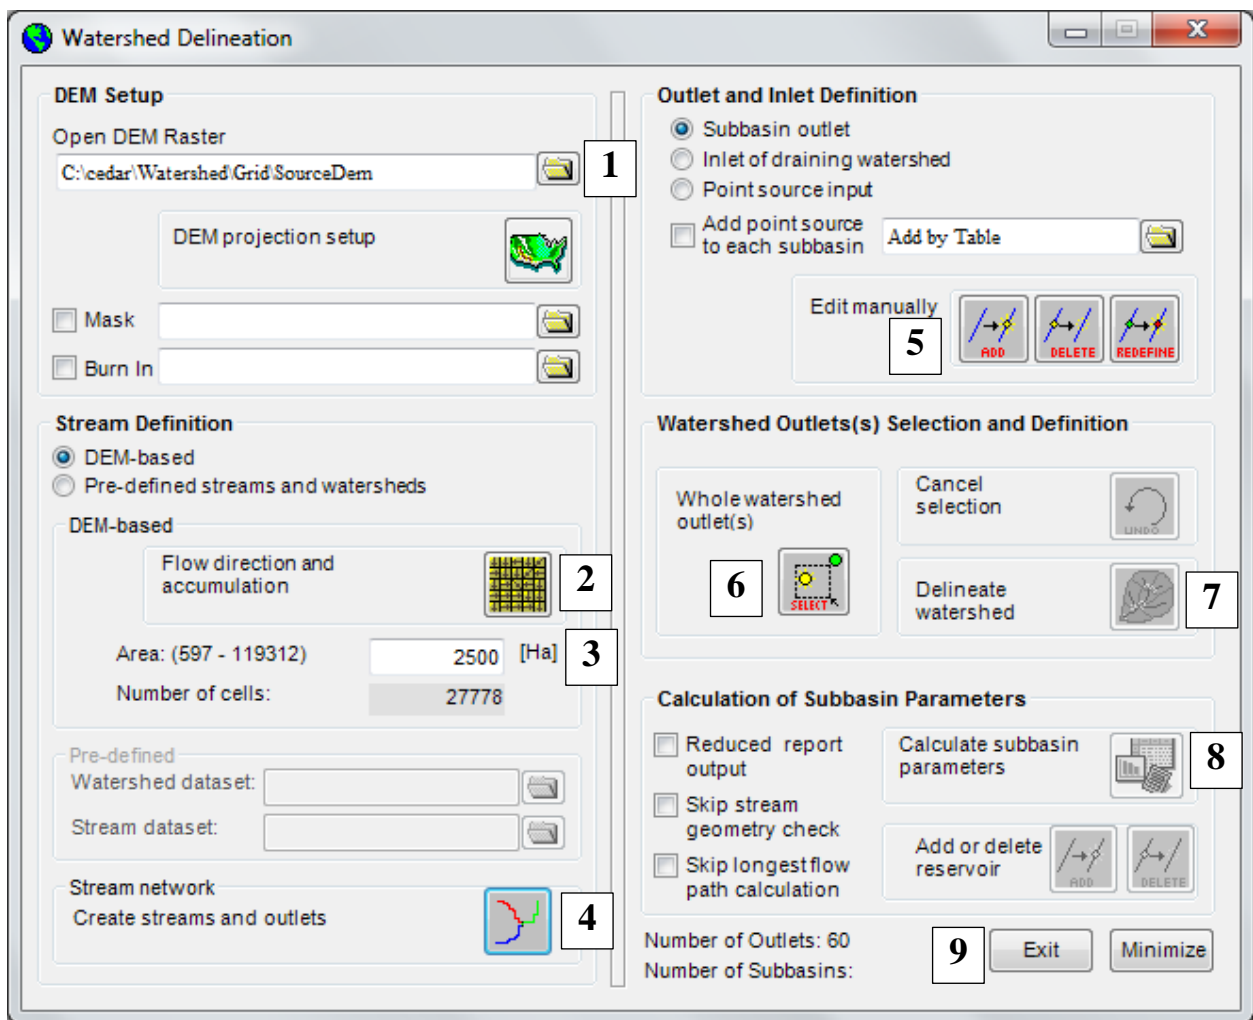 Watershed Delineation
DEM Setup
Open DEM Raster
C:\cedar\Watershed\Grid\SourceDem
1
DEM projection setup
Mask
Burn In
Stream Definition
DEM-based
Pre-defined streams and watersheds
DEM-based
Flow direction and
accumulation
2
Area: (597 - 119312)
2500
[Ha]
3
Number of cells:
27778
Pre-defined
Watershed dataset:
Stream dataset:
Stream network
Create streams and outlets
4
Outlet and Inlet Definition
Subbasin outlet
Inlet of draining watershed
Point source input
Add point source
to each subbasin
Add by Table
Edit manually
5
ADD
DELETE
REDEFINE
Watershed Outlets(s) Selection and Definition
Whole watershed
outlet(s)
6
SELECT
Cancel
selection
UNDO
Delineate
watershed
7
Calculation of Subbasin Parameters
Reduced report
output
Skip stream
geometry check
Skip longest flow
path calculation
Calculate subbasin
parameters
8
Add or delete
reservoir
ADD
DELETE
Number of Outlets: 60
Number of Subbasins:
9
Exit
Minimize